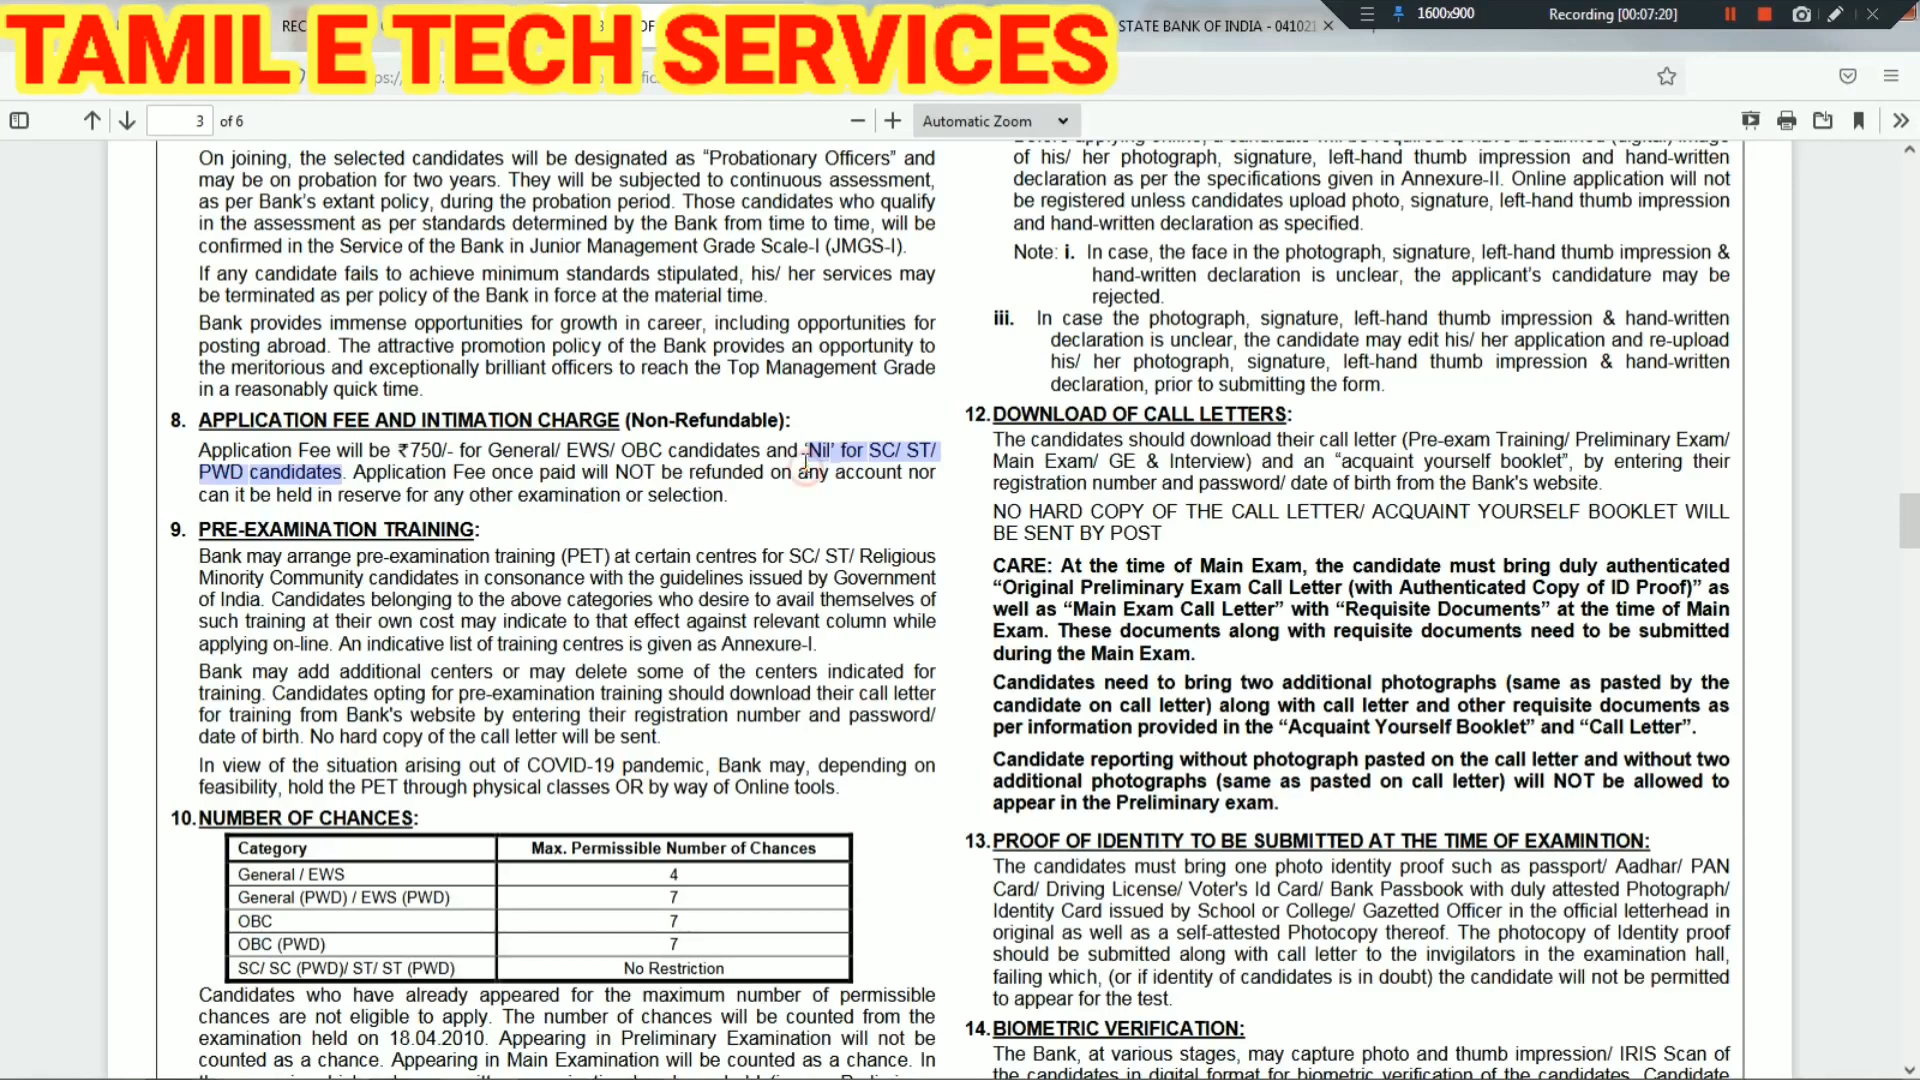 TAMIL E TECH SERVICES
STATE BANK OF INDIA - 041021
1600x900
Recording [00:07:20]
3 of 6
Automatic Zoom
On joining, the selected candidates will be designated as “Probationary Officers” and
may be on probation for two years. They will be subjected to continuous assessment,
as per Bank’s extant policy, during the probation period. Those candidates who qualify
in the assessment as per standards determined by the Bank from time to time, will be
confirmed in the Service of the Bank in Junior Management Grade Scale-I (JMGS-I).
If any candidate fails to achieve minimum standards stipulated, his/ her services may
be terminated as per policy of the Bank in force at the material time.
Bank provides immense opportunities for growth in career, including opportunities for
posting abroad. The attractive promotion policy of the Bank provides an opportunity to
the meritorious and exceptionally brilliant officers to reach the Top Management Grade
in a reasonably quick time.
8. APPLICATION FEE AND INTIMATION CHARGE (Non-Refundable):
Application Fee will be ₹750/- for General/ EWS/ OBC candidates and ‘Nil’ for SC/ ST/
PWD candidates. Application Fee once paid will NOT be refunded on any account nor
can it be held in reserve for any other examination or selection.
9. PRE-EXAMINATION TRAINING:
Bank may arrange pre-examination training (PET) at certain centres for SC/ ST/ Religious
Minority Community candidates in consonance with the guidelines issued by Government
of India. Candidates belonging to the above categories who desire to avail themselves of
such training at their own cost may indicate to that effect against relevant column while
applying on-line. An indicative list of training centres is given as Annexure-I.
Bank may add additional centers or may delete some of the centers indicated for
training. Candidates opting for pre-examination training should download their call letter
for training from Bank's website by entering their registration number and password/
date of birth. No hard copy of the call letter will be sent.
In view of the situation arising out of COVID-19 pandemic, Bank may, depending on
feasibility, hold the PET through physical classes OR by way of Online tools.
10. NUMBER OF CHANCES:
Category Max. Permissible Number of Chances
General / EWS 4
General (PWD) / EWS (PWD) 7
OBC 7
OBC (PWD) 7
SC/ SC (PWD)/ ST/ ST (PWD) No Restriction
Candidates who have already appeared for the maximum number of permissible
chances are not eligible to apply. The number of chances will be counted from the
examination held on 18.04.2010. Appearing in Preliminary Examination will not be
counted as a chance. Appearing in Main Examination will be counted as a chance. In
of his/ her photograph, signature, left-hand thumb impression and hand-written
declaration as per the specifications given in Annexure-II. Online application will not
be registered unless candidates upload photo, signature, left-hand thumb impression
and hand-written declaration as specified.
Note: i. In case, the face in the photograph, signature, left-hand thumb impression &
hand-written declaration is unclear, the applicant’s candidature may be
rejected.
iii. In case the photograph, signature, left-hand thumb impression & hand-written
declaration is unclear, the candidate may edit his/ her application and re-upload
his/ her photograph, signature, left-hand thumb impression & hand-written
declaration, prior to submitting the form.
12. DOWNLOAD OF CALL LETTERS:
The candidates should download their call letter (Pre-exam Training/ Preliminary Exam/
Main Exam/ GE & Interview) and an “acquaint yourself booklet”, by entering their
registration number and password/ date of birth from the Bank's website.
NO HARD COPY OF THE CALL LETTER/ ACQUAINT YOURSELF BOOKLET WILL
BE SENT BY POST
CARE: At the time of Main Exam, the candidate must bring duly authenticated
“Original Preliminary Exam Call Letter (with Authenticated Copy of ID Proof)” as
well as “Main Exam Call Letter” with “Requisite Documents” at the time of Main
Exam. These documents along with requisite documents need to be submitted
during the Main Exam.
Candidates need to bring two additional photographs (same as pasted by the
candidate on call letter) along with call letter and other requisite documents as
per information provided in the “Acquaint Yourself Booklet” and “Call Letter”.
Candidate reporting without photograph pasted on the call letter and without two
additional photographs (same as pasted on call letter) will NOT be allowed to
appear in the Preliminary exam.
13. PROOF OF IDENTITY TO BE SUBMITTED AT THE TIME OF EXAMINTION:
The candidates must bring one photo identity proof such as passport/ Aadhar/ PAN
Card/ Driving License/ Voter's Id Card/ Bank Passbook with duly attested Photograph/
Identity Card issued by School or College/ Gazetted Officer in the official letterhead in
original as well as a self-attested Photocopy thereof. The photocopy of Identity proof
should be submitted along with call letter to the invigilators in the examination hall,
failing which, (or if identity of candidates is in doubt) the candidate will not be permitted
to appear for the test.
14. BIOMETRIC VERIFICATION:
The Bank, at various stages, may capture photo and thumb impression/ IRIS Scan of
the candidates in digital format for biometric verification of the candidates. Candidate